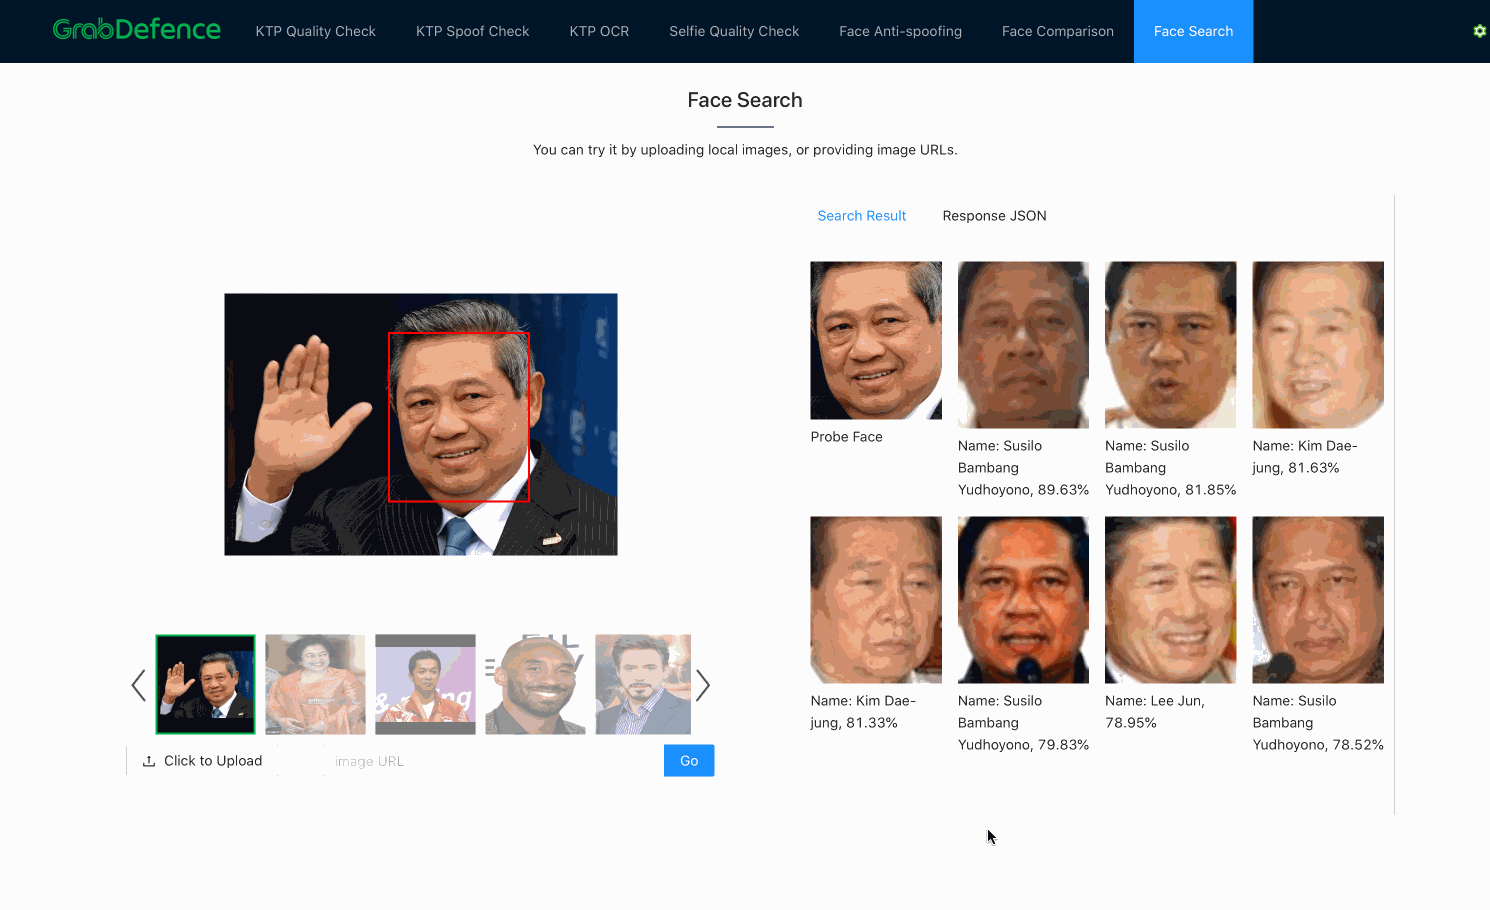 GrabDefence
KTP Quality Check
KTP Spoof Check
KTP OCR
Selfie Quality Check
Face Anti-spoofing
Face Comparison
Face Search
Face Search
You can try it by uploading local images, or providing image URLs.
Search Result
Response JSON
Probe Face
Name: Susilo
Bambang
Yudhoyono, 89.63%
Name: Susilo
Bambang
Yudhoyono, 81.85%
Name: Kim Dae-
jung, 81.63%
Name: Kim Dae-
jung, 81.33%
Name: Susilo
Bambang
Yudhoyono, 79.83%
Name: Lee Jun,
78.95%
Name: Susilo
Bambang
Yudhoyono, 78.52%
Click to Upload
image URL
Go